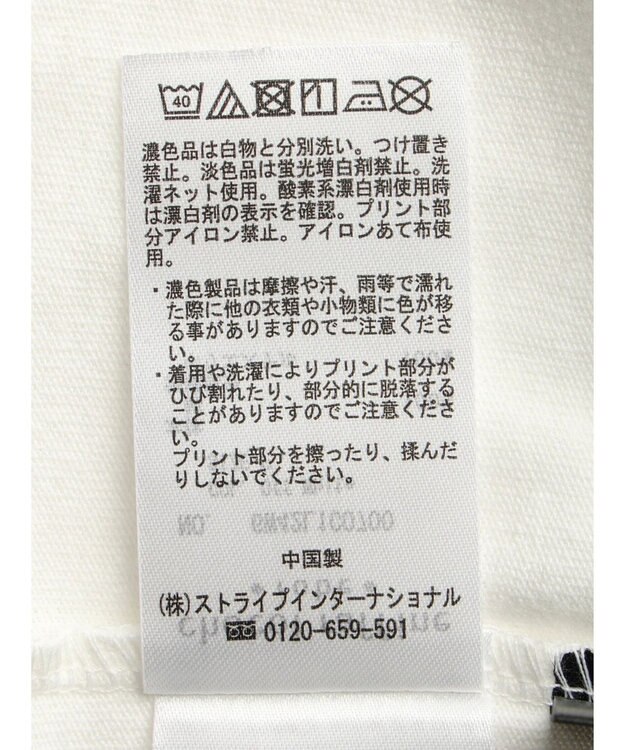 40
濃色品は白物と分別洗い。つけ置き
禁止。淡色品は蛍光増白剤禁止。洗
濯ネット使用。酸素系漂白剤使用時
は漂白剤の表示を確認。プリント部
分アイロン禁止。アイロンあて布使
用。
・濃色製品は摩擦や汗、雨等で濡れ
た際に他の衣類や小物類に色が移
る事がありますのでご注意くださ
い。
・着用や洗濯によりプリント部分が
ひび割れたり、部分的に脱落する
ことがありますのでご注意くださ
い。
プリント部分を擦ったり、揉んだ
りしないでください。
NO. 6W42L1C0700
中国製
(株)ストライプインターナショナル
0120-659-591